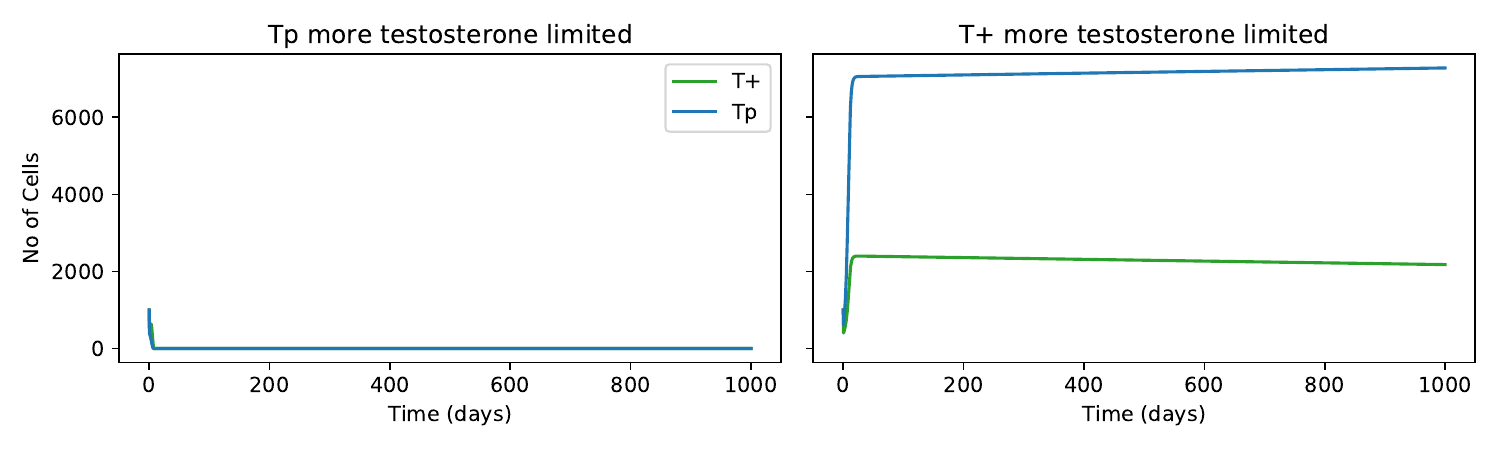 Tp more testosterone limited
T+ more testosterone limited
No of Cells
6000
4000
2000
0
T+
Tp
0 200 400 600 800 1000
0 200 400 600 800 1000
Time (days)
Time (days)